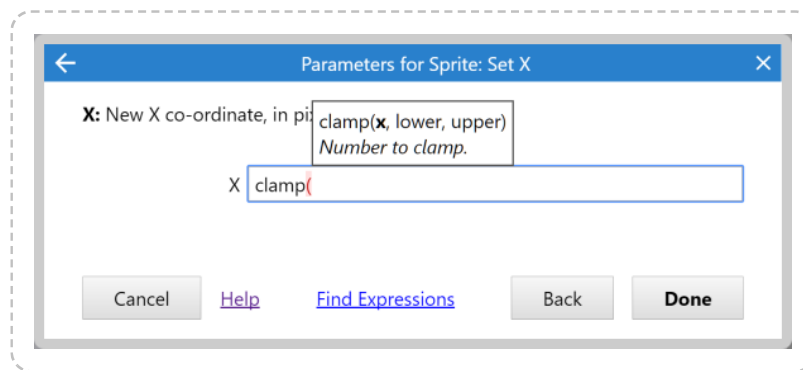 Parameters for Sprite: Set X
X: New X co-ordinate, in pi
clamp(x, lower, upper)
Number to clamp.
X clamp(
Cancel Help Find Expressions Back Done